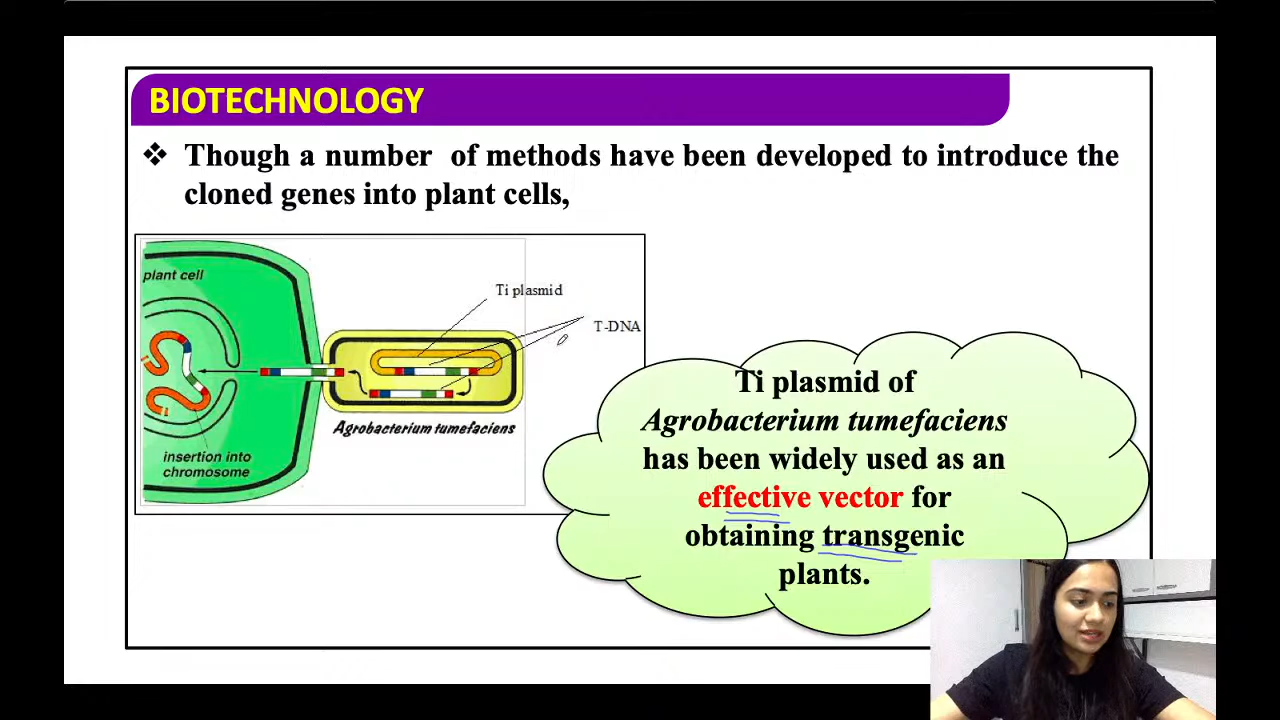 BIOTECHNOLOGY
❖ Though a number of methods have been developed to introduce the
cloned genes into plant cells,
plant cell
Ti plasmid
T-DNA
Agrobacterium tumefaciens
insertion into
chromosome
Ti plasmid of
Agrobacterium tumefaciens
has been widely used as an
effective vector for
obtaining transgenic
plants.